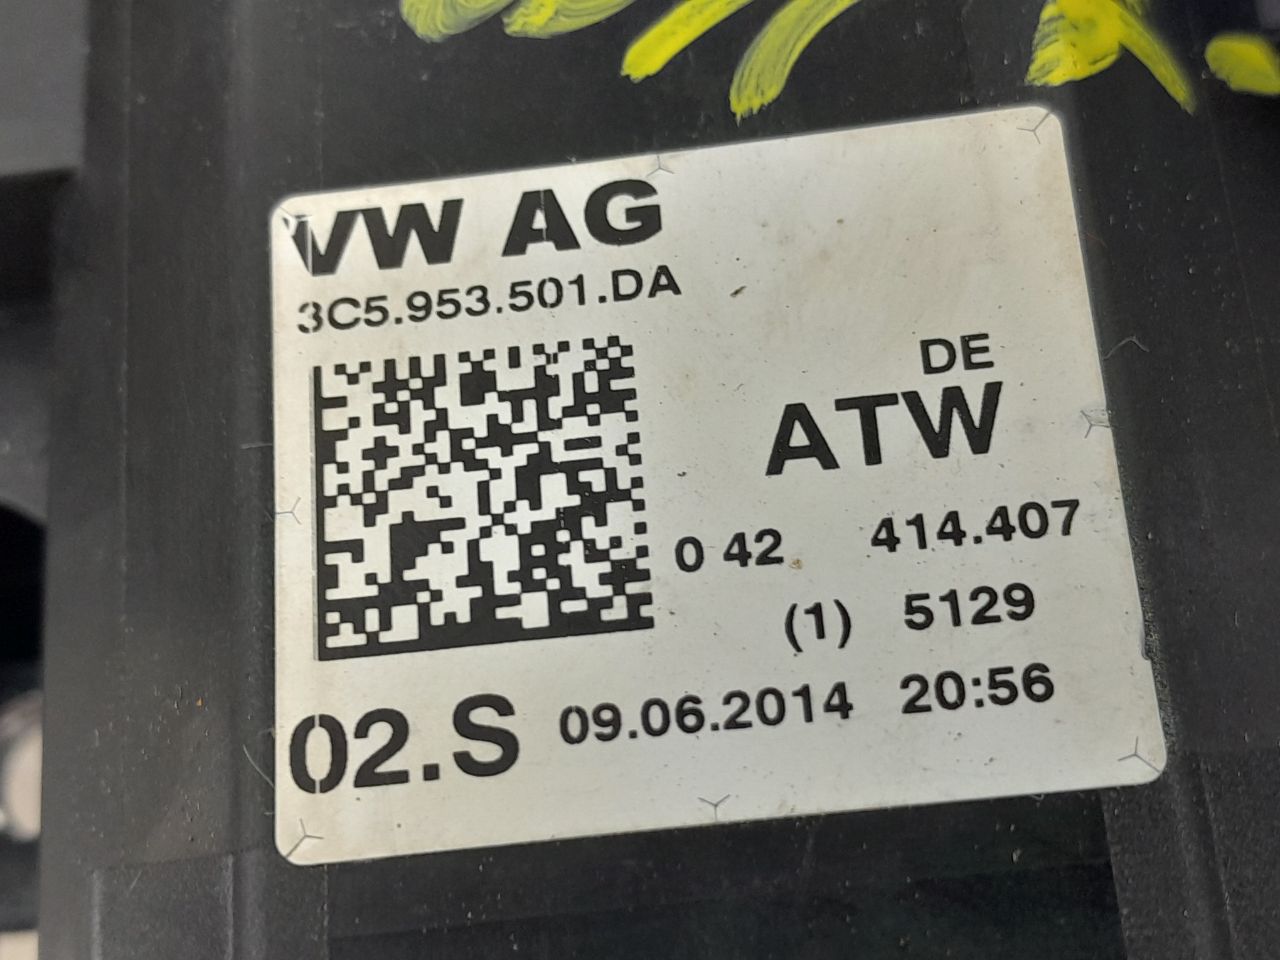 VW AG
3C5.953.501.DA
DE
ATW
0 42 414.407
(1) 5129
02.S 09.06.2014 20:56